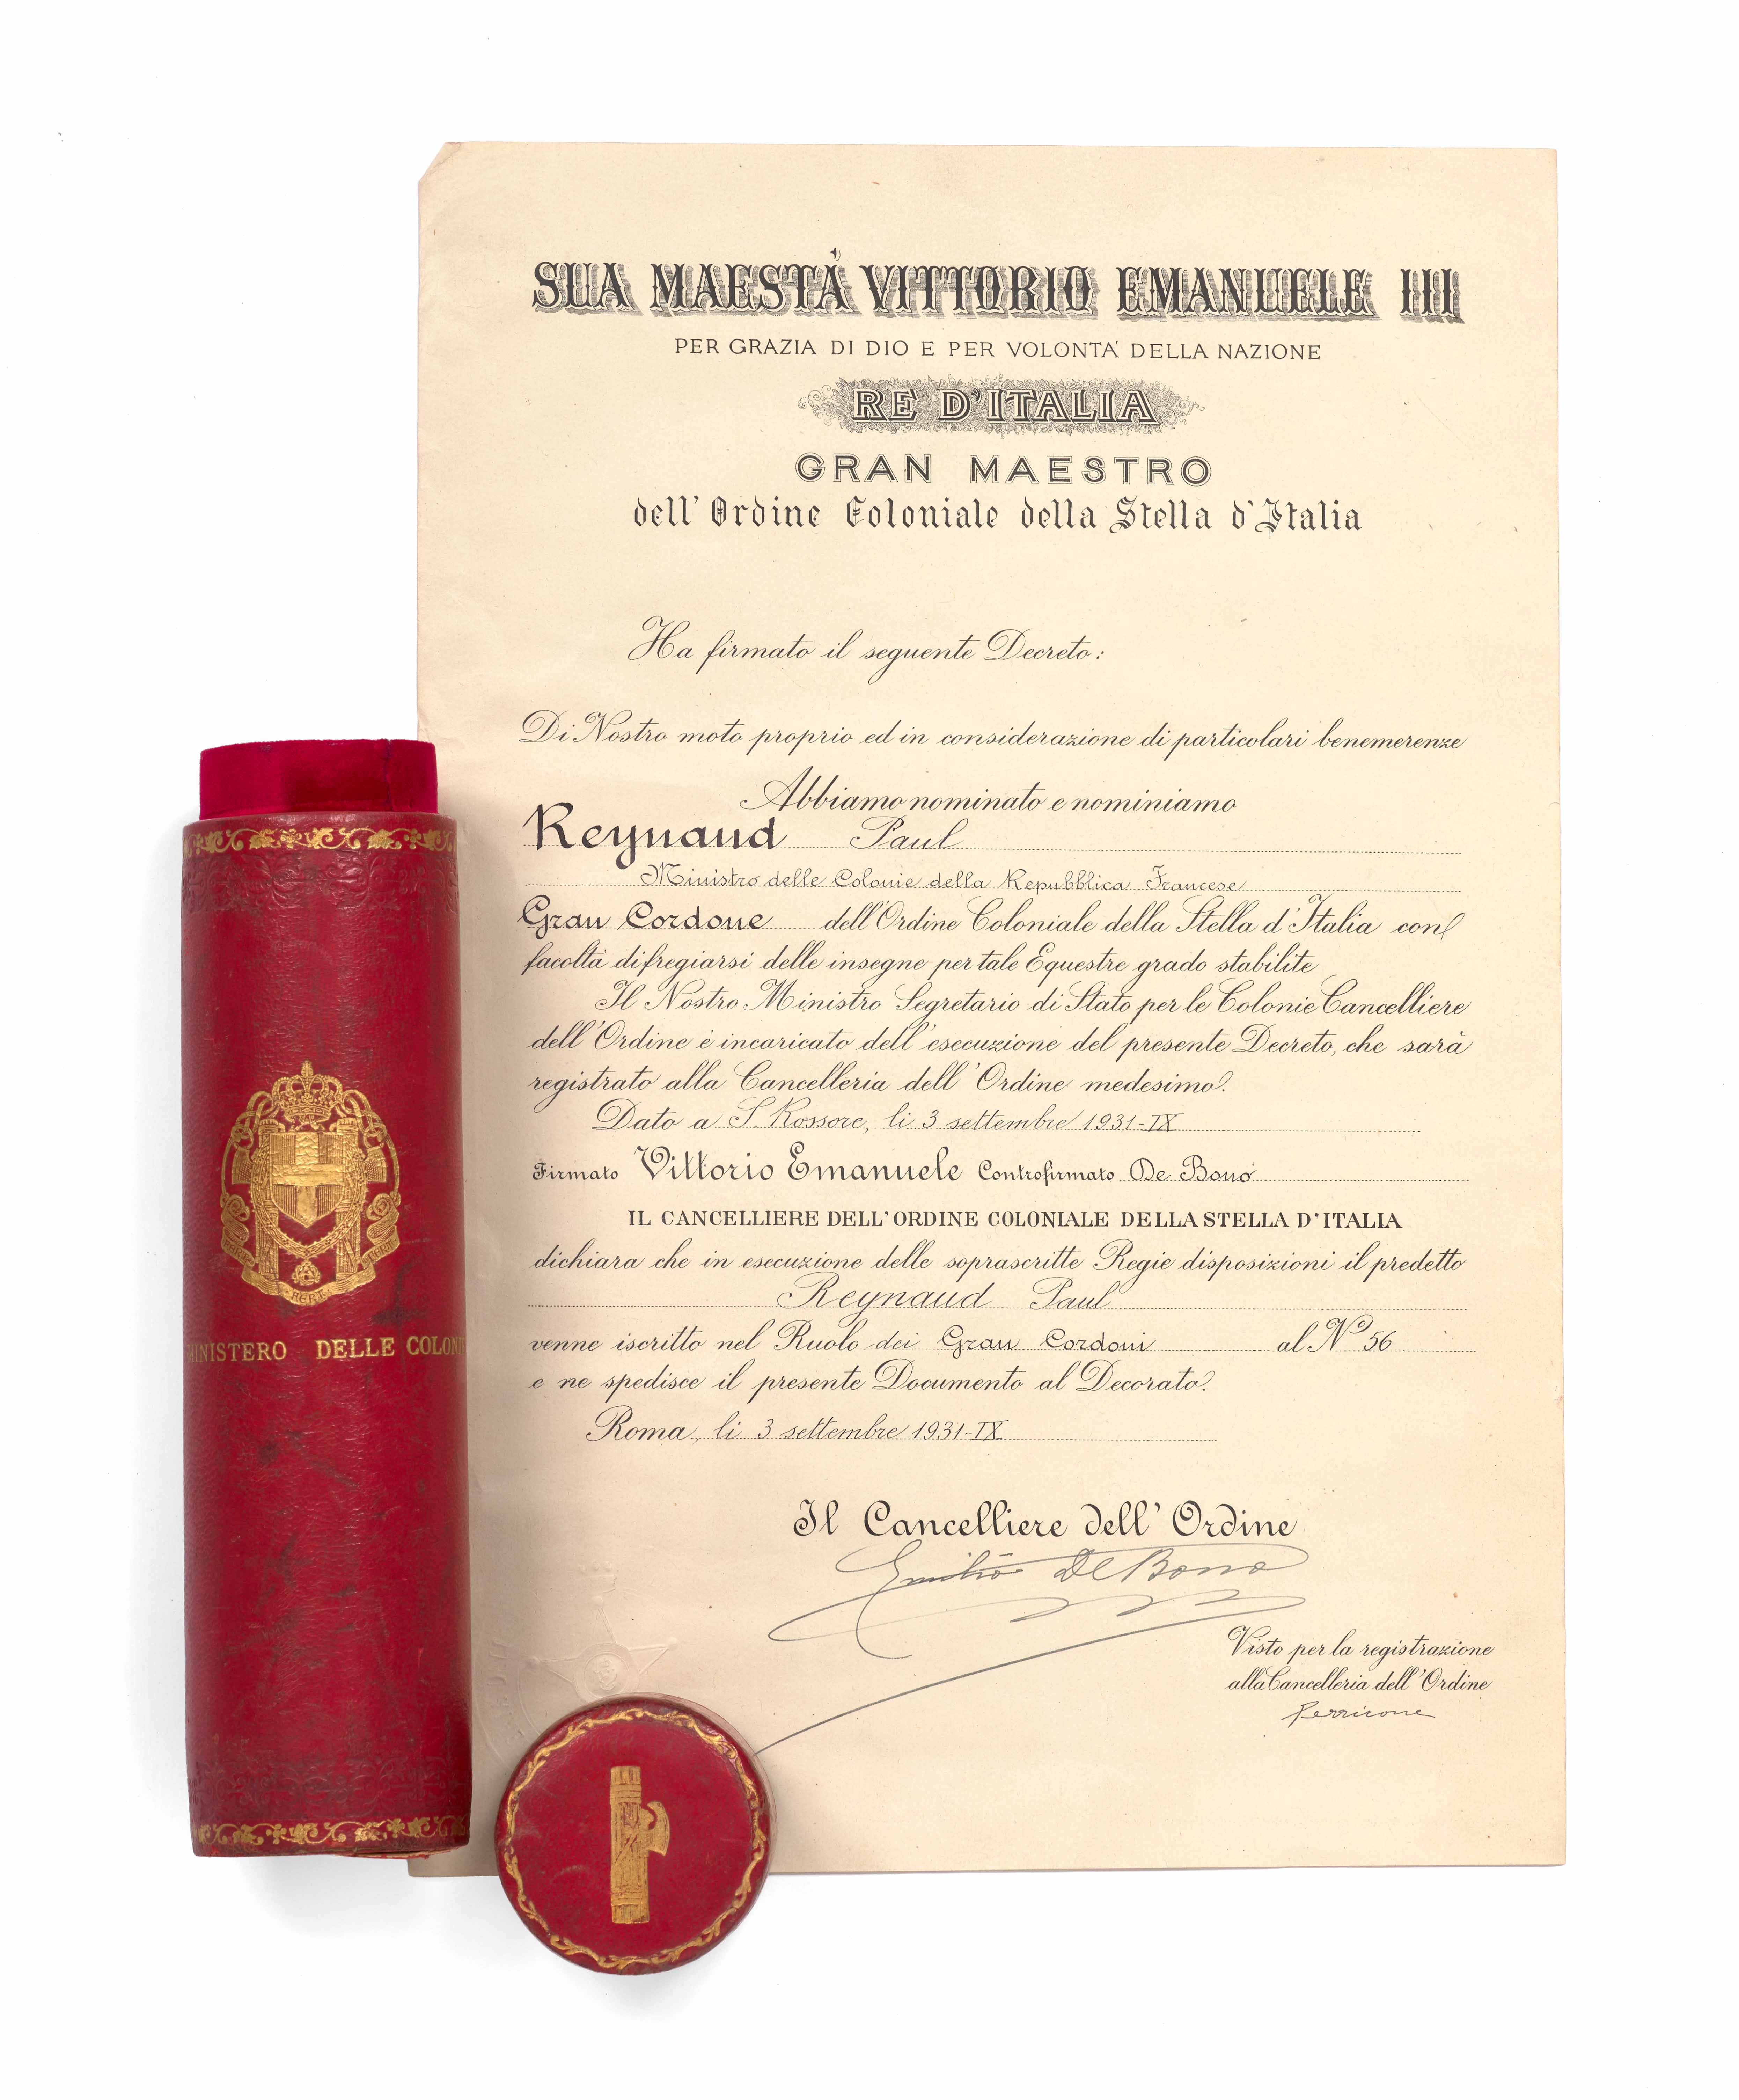 SUA MAESTÀ VITTORIO EMANUELE III
PER GRAZIA DI DIO E PER VOLONTA' DELLA NAZIONE
RE D'ITALIA
GRAN MAESTRO
dell'Ordine Coloniale della Stella d'Italia
Ha firmato il seguente Decreto:
Di Nostro moto proprio ed in considerazione di particolari benemerenze
Abbiamo nominato e nominiamo
Reynaud Paul
Ministro delle Colonie della Repubblica Francese
Gran Cordone dell'Ordine Coloniale della Stella d'Italia con
facoltà di fregiarsi delle insegne per tale Equestre grado stabilite
Il Nostro Ministro Segretario di Stato per le Colonie Cancelliere
dell'Ordine è incaricato dell'esecuzione del presente Decreto, che sarà
registrato alla Cancelleria dell'Ordine medesimo.
Dato a S. Rossore, li 3 settembre 1931-IX
Firmato Vittorio Emanuele Controfirmato De Bono
IL CANCELLIERE DELL'ORDINE COLONIALE DELLA STELLA D'ITALIA
dichiara che in esecuzione delle soprascritte Regie disposizioni il predetto
Reynaud Paul
venne iscritto nel Ruolo dei Gran Cordoni al Nº 56
e ne spedisce il presente Documento al Decorato.
Roma, li 3 settembre 1931-IX
Il Cancelliere dell'Ordine
Emilio De Bono
Visto per la registrazione
alla Cancelleria dell'Ordine
Perricone
FERT
INISTERO DELLE COLONI